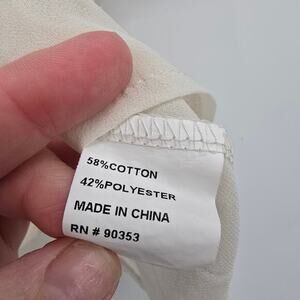 58%COTTON
42%POLYESTER
MADE IN CHINA
RN # 90353